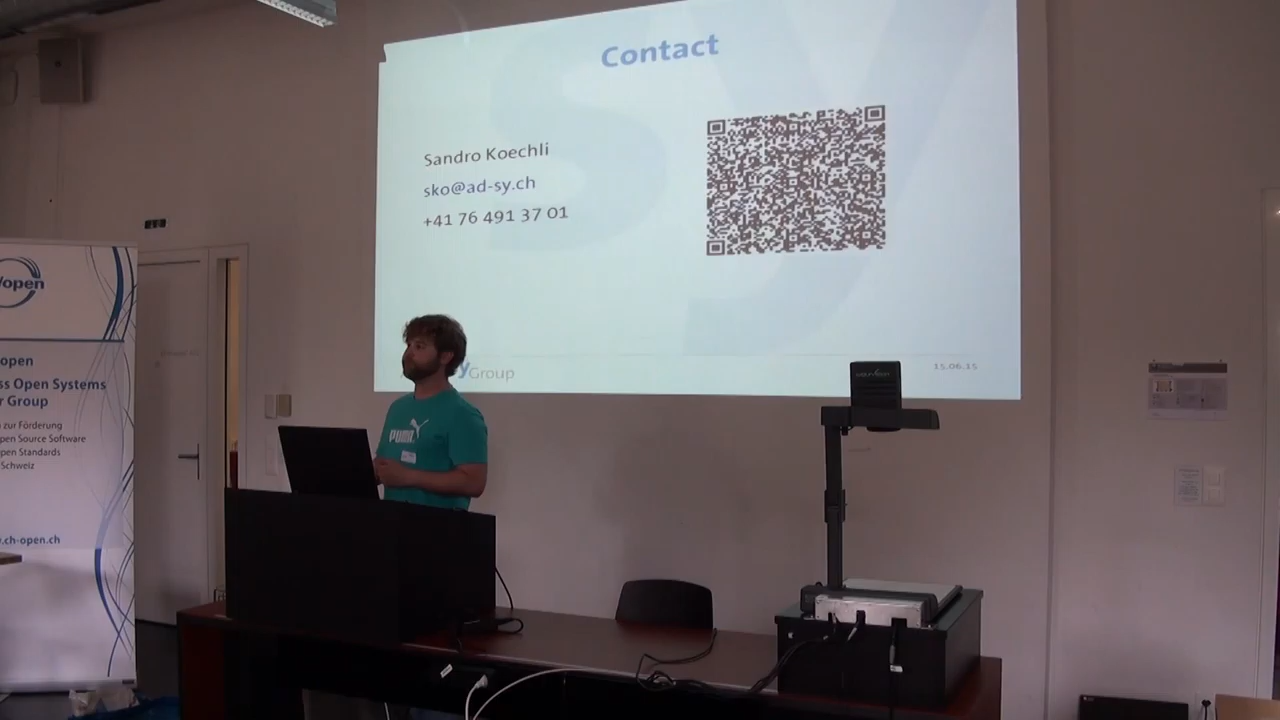 Contact
Sandro Koechli
sko@ad-sy.ch
+41 76 491 37 01
Group
15.06.15
/open
open
ss Open Systems
r Group
zur Förderung
pen Source Software
pen Standards
Schweiz
.ch-open.ch
PUMA